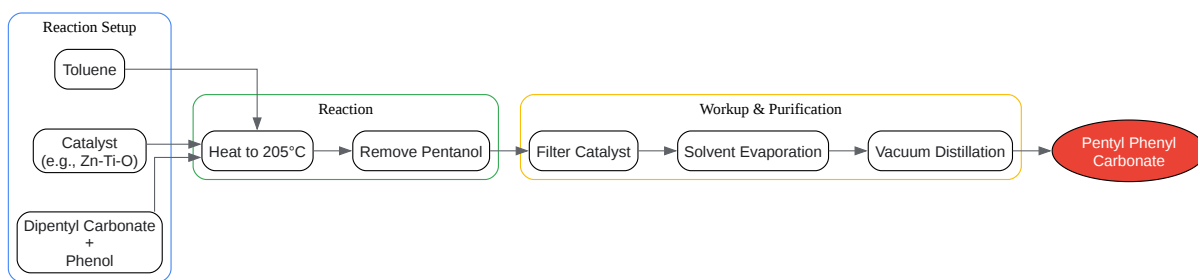 Reaction Setup
Toluene
Catalyst
(e.g., Zn-Ti-O)
Dipentyl Carbonate
+
Phenol
Reaction
Heat to 205°C
Remove Pentanol
Workup & Purification
Filter Catalyst
Solvent Evaporation
Vacuum Distillation
Pentyl Phenyl
Carbonate